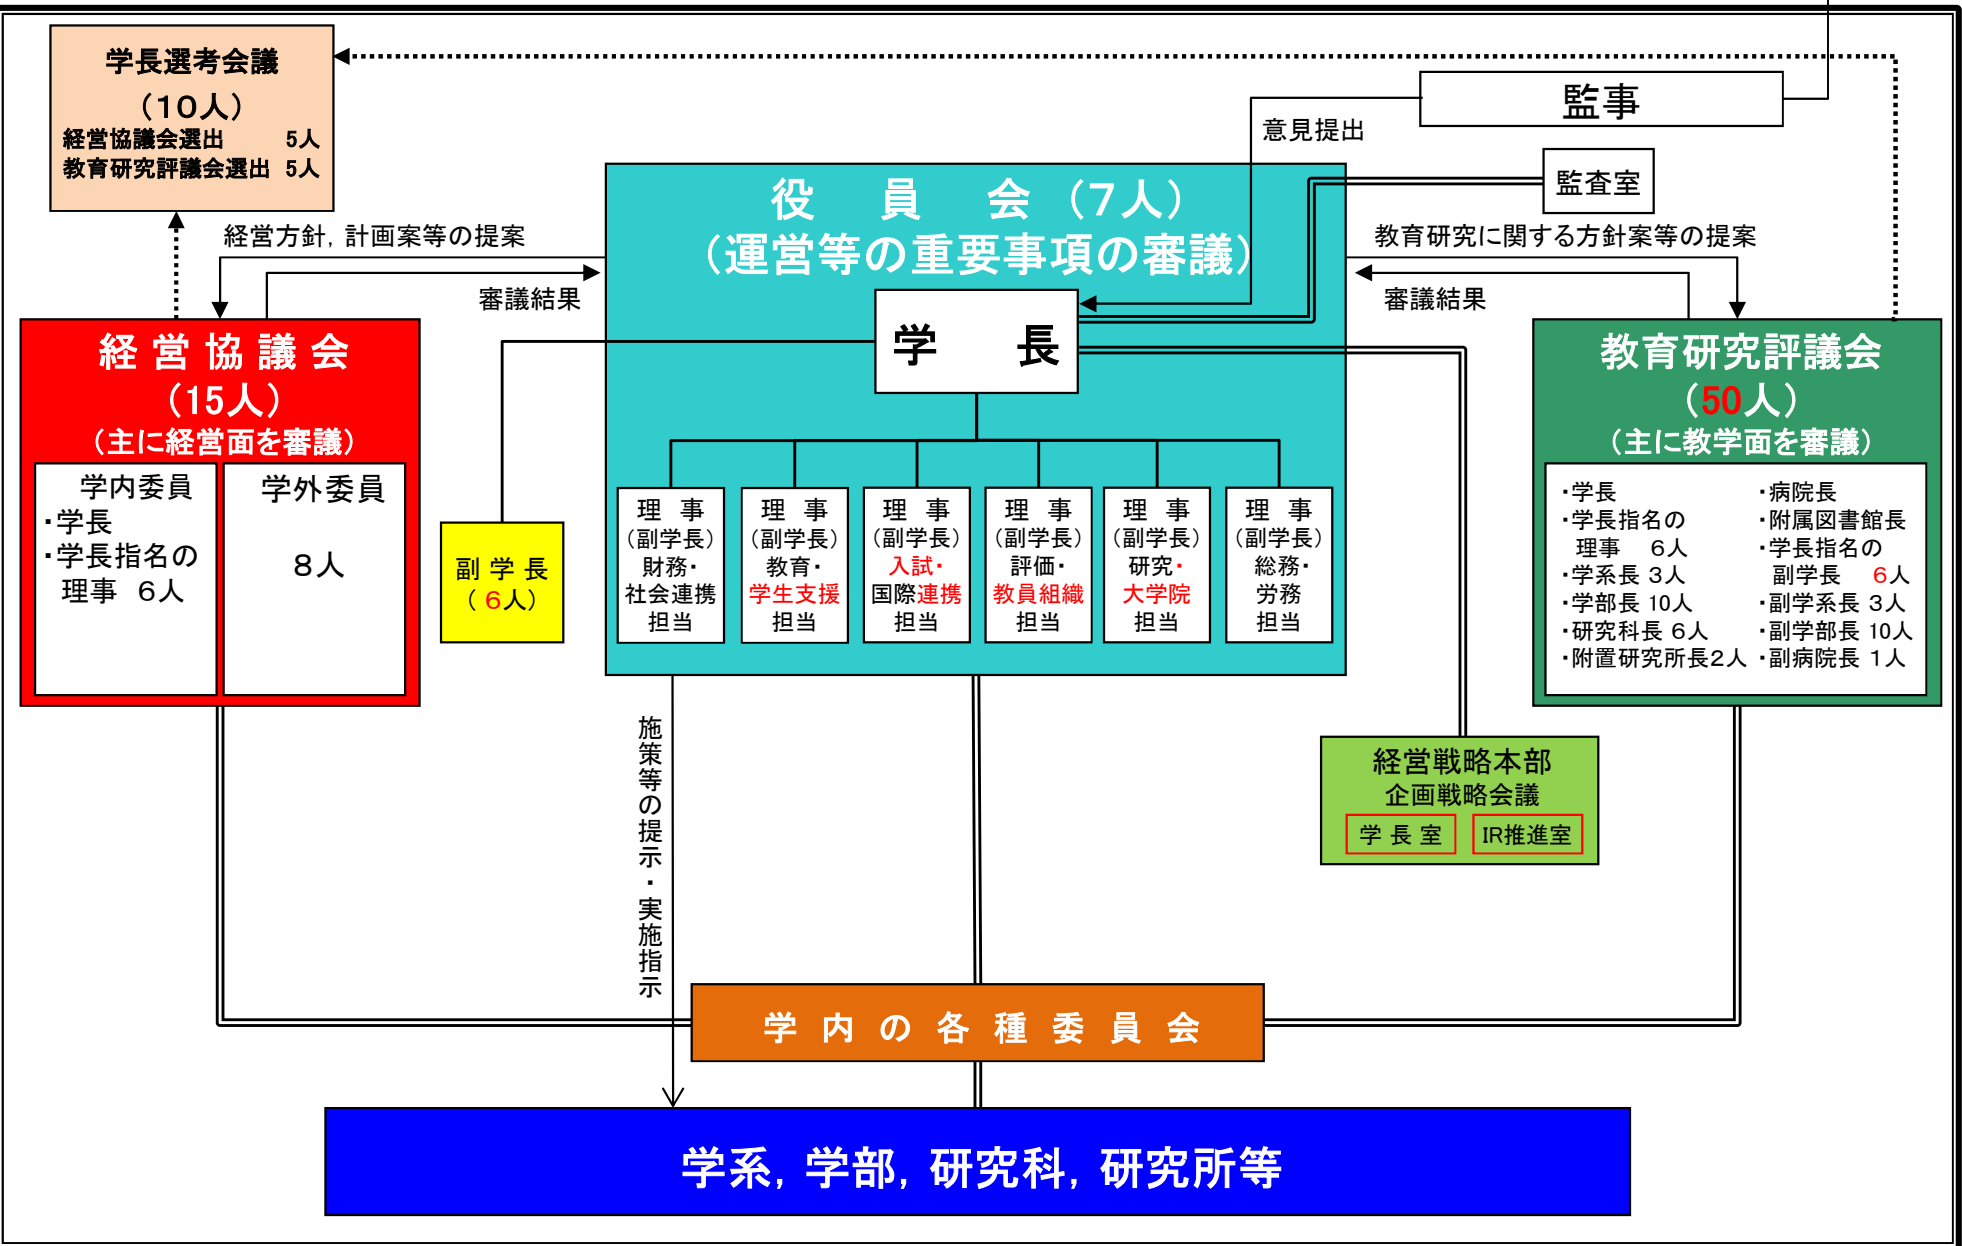 学長選考会議
（10人）
経営協議会選出　　　5人
教育研究評議会選出　5人
監事
意見提出
監査室
役　員　会（7人）
（運営等の重要事項の審議）
学　長
経営方針，計画案等の提案
審議結果
教育研究に関する方針案等の提案
審議結果
経営協議会
（15人）
（主に経営面を審議）
学内委員
・学長
・学長指名の
理事　6人
学外委員
8人
副学長
（6人）
理　事
（副学長）
財務・
社会連携
担当
理　事
（副学長）
教育・
学生支援
担当
理　事
（副学長）
入試・
国際連携
担当
理　事
（副学長）
評価・
教員組織
担当
理　事
（副学長）
研究・
大学院
担当
理　事
（副学長）
総務・
労務
担当
教育研究評議会
（50人）
（主に教学面を審議）
・学長
・学長指名の
理事　6人
・学系長 3人
・学部長 10人
・研究科長 6人
・附置研究所長2人
・病院長
・附属図書館長
・学長指名の
副学長　6人
・副学系長 3人
・副学部長 10人
・副病院長 1人
施策等の提示・実施指示
経営戦略本部
企画戦略会議
学長室
IR推進室
学内の各種委員会
学系，学部，研究科，研究所等